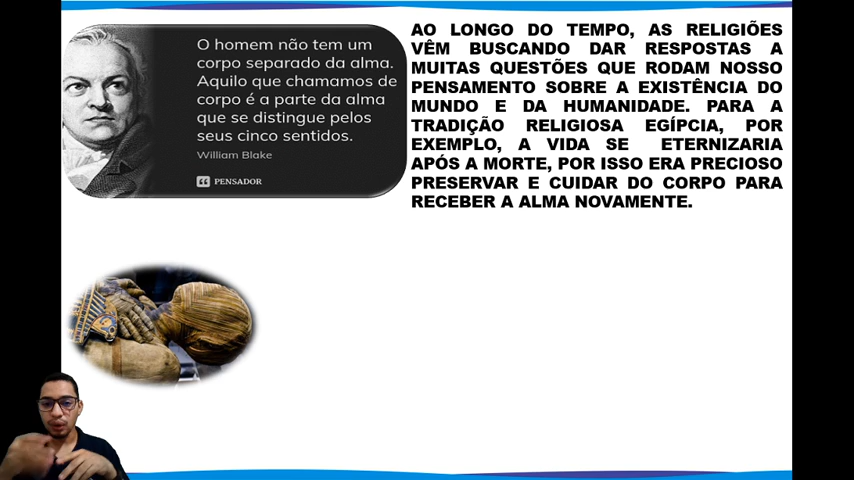 O homem não tem um
corpo separado da alma.
Aquilo que chamamos de
corpo é a parte da alma
que se distingue pelos
seus cinco sentidos.
William Blake
PENSADOR
AO LONGO DO TEMPO, AS RELIGIÕES
VÊM BUSCANDO DAR RESPOSTAS A
MUITAS QUESTÕES QUE RODAM NOSSO
PENSAMENTO SOBRE A EXISTÊNCIA DO
MUNDO E DA HUMANIDADE. PARA A
TRADIÇÃO RELIGIOSA EGÍPCIA, POR
EXEMPLO, A VIDA SE ETERNIZARIA
APÓS A MORTE, POR ISSO ERA PRECIOSO
PRESERVAR E CUIDAR DO CORPO PARA
RECEBER A ALMA NOVAMENTE.